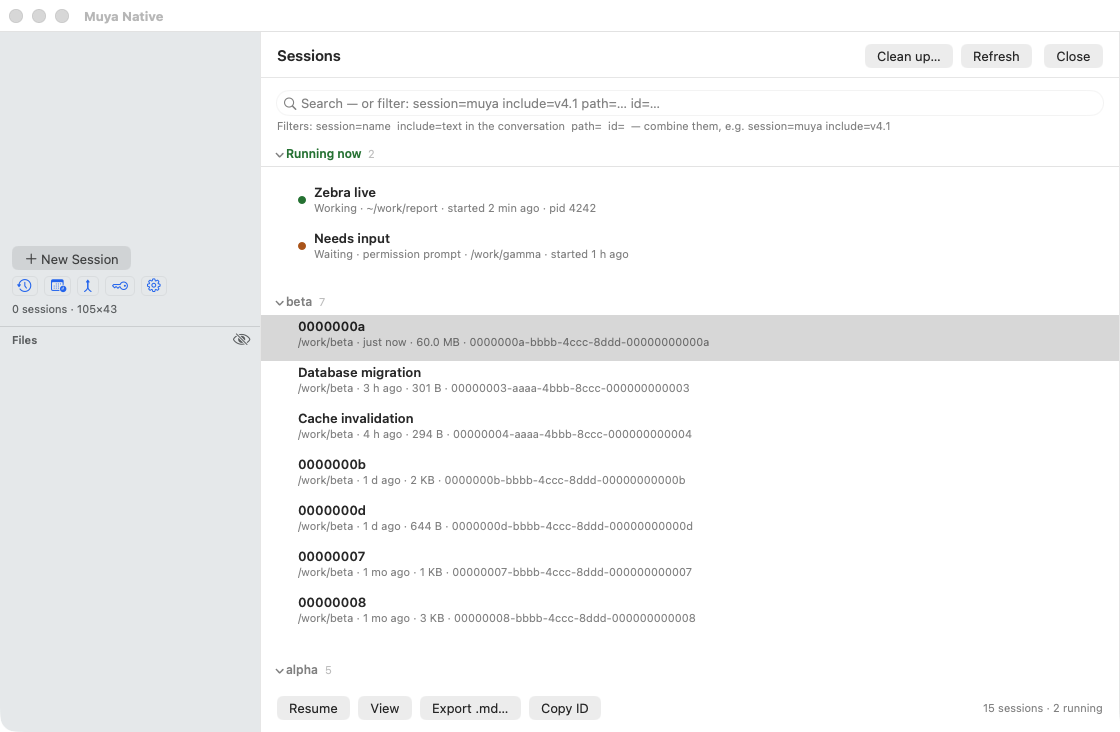 Muya Native
Sessions
Clean up...
Refresh
Close
Search — or filter: session=muya include=v4.1 path=... id=...
Filters: session=name include=text in the conversation path= id= — combine them, e.g. session=muya include=v4.1
Running now 2
Zebra live
Working · ~/work/report · started 2 min ago · pid 4242
Needs input
Waiting · permission prompt · /work/gamma · started 1 h ago
+ New Session
0 sessions · 105×43
Files
beta 7
0000000a
/work/beta · just now · 60.0 MB · 0000000a-bbbb-4ccc-8ddd-00000000000a
Database migration
/work/beta · 3 h ago · 301 B · 00000003-aaaa-4bbb-8ccc-000000000003
Cache invalidation
/work/beta · 4 h ago · 294 B · 00000004-aaaa-4bbb-8ccc-000000000004
0000000b
/work/beta · 1 d ago · 2 KB · 0000000b-bbbb-4ccc-8ddd-00000000000b
0000000d
/work/beta · 1 d ago · 644 B · 0000000d-bbbb-4ccc-8ddd-00000000000d
00000007
/work/beta · 1 mo ago · 1 KB · 00000007-bbbb-4ccc-8ddd-000000000007
00000008
/work/beta · 1 mo ago · 3 KB · 00000008-bbbb-4ccc-8ddd-000000000008
alpha 5
Resume
View
Export .md...
Copy ID
15 sessions · 2 running